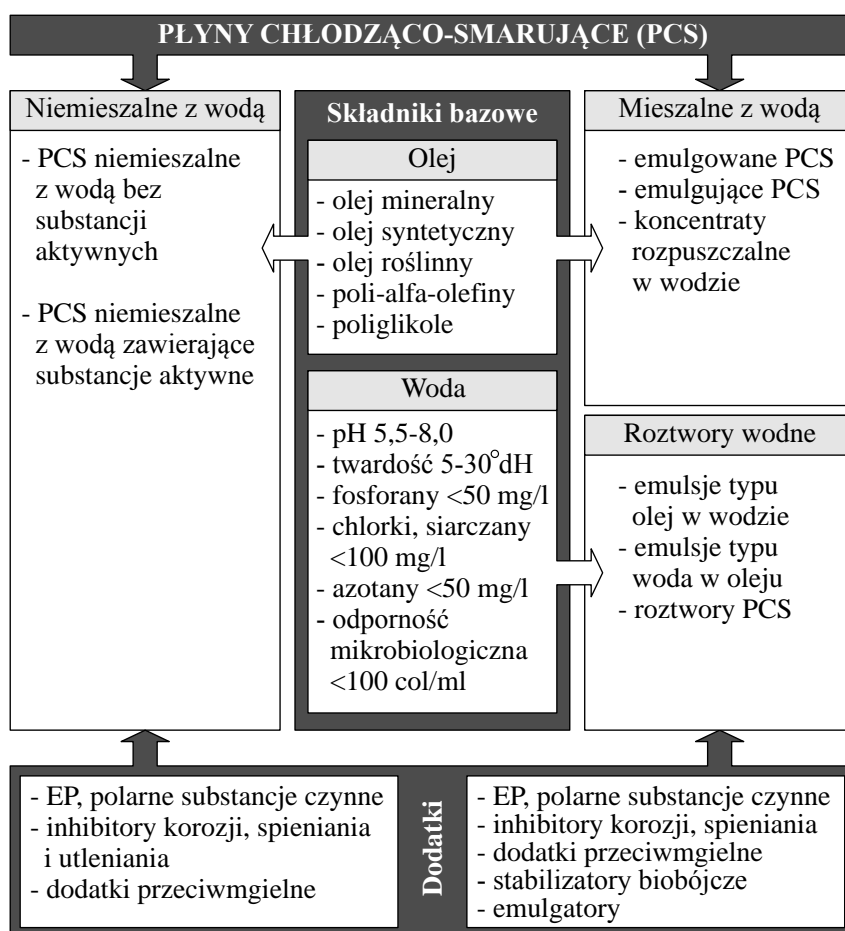 PŁYNY CHŁODZĄCO-SMARUJĄCE (PCS)
Niemieszalne z wodą
- PCS niemieszalne
z wodą bez
substancji
aktywnych
- PCS niemieszalne
z wodą zawierające
substancje aktywne
Składniki bazowe
Olej
- olej mineralny
- olej syntetyczny
- olej roślinny
- poli-alfa-olefiny
- poliglikole
Woda
- pH 5,5-8,0
- twardość 5-30°dH
- fosforany <50 mg/l
- chlorki, siarczany
<100 mg/l
- azotany <50 mg/l
- odporność
mikrobiologiczna
<100 col/ml
Mieszalne z wodą
- emulgowane PCS
- emulgujące PCS
- koncentraty
rozpuszczalne
w wodzie
Roztwory wodne
- emulsje typu
olej w wodzie
- emulsje typu
woda w oleju
- roztwory PCS
- EP, polarne substancje czynne
- inhibitory korozji, spieniania
i utleniania
- dodatki przeciwmgielne
Dodatki
- EP, polarne substancje czynne
- inhibitory korozji, spieniania
- dodatki przeciwmgielne
- stabilizatory biobójcze
- emulgatory